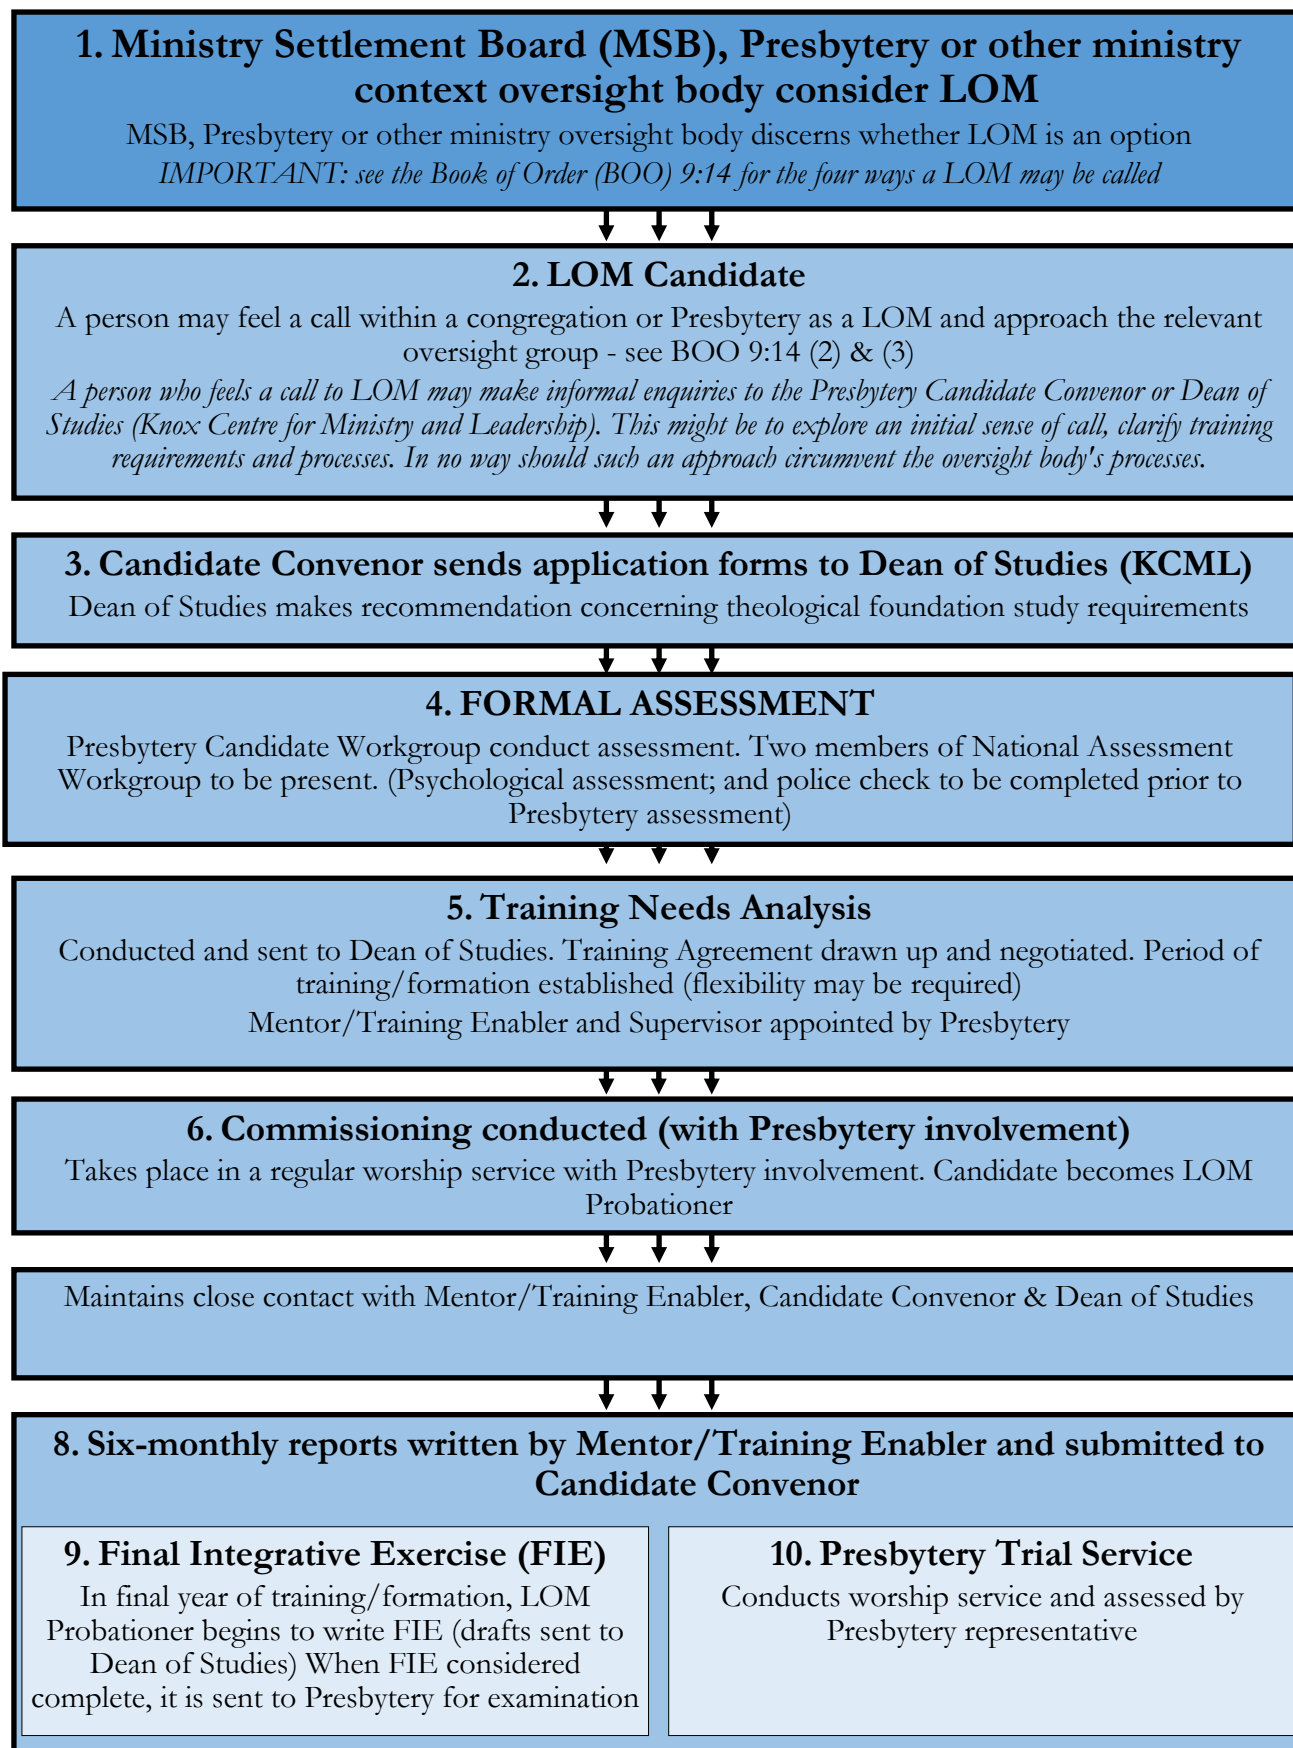 1. Ministry Settlement Board (MSB), Presbytery or other ministry
context oversight body consider LOM
MSB, Presbytery or other ministry oversight body discerns whether LOM is an option
IMPORTANT: see the Book of Order (BOO) 9:14 for the four ways a LOM may be called
2. LOM Candidate
A person may feel a call within a congregation or Presbytery as a LOM and approach the relevant
oversight group - see BOO 9:14 (2) & (3)
A person who feels a call to LOM may make informal enquiries to the Presbytery Candidate Convenor or Dean of
Studies (Knox Centre for Ministry and Leadership). This might be to explore an initial sense of call, clarify training
requirements and processes. In no way should such an approach circumvent the oversight body's processes.
3. Candidate Convenor sends application forms to Dean of Studies (KCML)
Dean of Studies makes recommendation concerning theological foundation study requirements
4. FORMAL ASSESSMENT
Presbytery Candidate Workgroup conduct assessment. Two members of National Assessment
Workgroup to be present. (Psychological assessment; and police check to be completed prior to
Presbytery assessment)
5. Training Needs Analysis
Conducted and sent to Dean of Studies. Training Agreement drawn up and negotiated. Period of
training/formation established (flexibility may be required)
Mentor/Training Enabler and Supervisor appointed by Presbytery
6. Commissioning conducted (with Presbytery involvement)
Takes place in a regular worship service with Presbytery involvement. Candidate becomes LOM
Probationer
Maintains close contact with Mentor/Training Enabler, Candidate Convenor & Dean of Studies
8. Six-monthly reports written by Mentor/Training Enabler and submitted to
Candidate Convenor
9. Final Integrative Exercise (FIE)
In final year of training/formation, LOM
Probationer begins to write FIE (drafts sent to
Dean of Studies) When FIE considered
complete, it is sent to Presbytery for examination
10. Presbytery Trial Service
Conducts worship service and assessed by
Presbytery representative